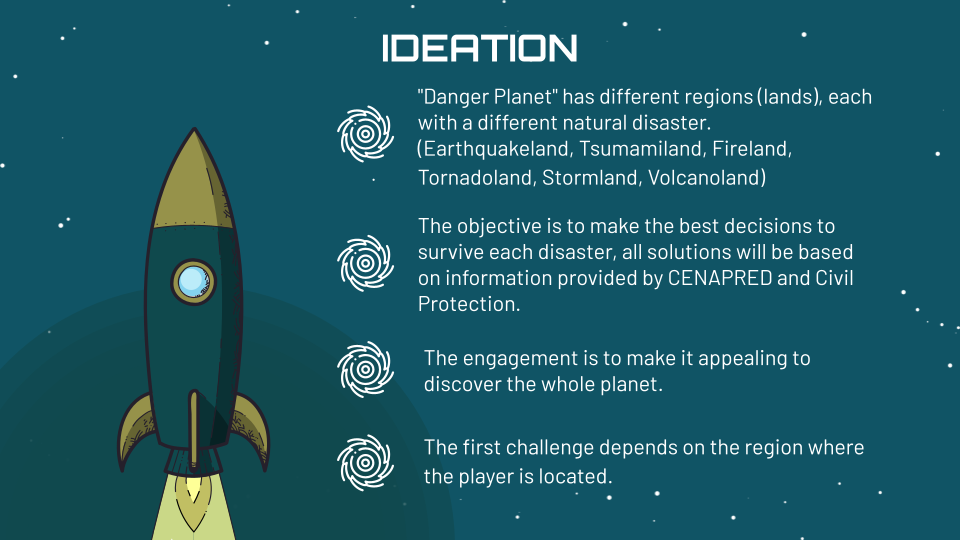 IDEATION
"Danger Planet" has different regions (lands), each
with a different natural disaster.
(Earthquakeland, Tsumamiland, Fireland,
Tornadoland, Stormland, Volcanoland)
The objective is to make the best decisions to
survive each disaster, all solutions will be based
on information provided by CENAPRED and Civil
Protection.
The engagement is to make it appealing to
discover the whole planet.
The first challenge depends on the region where
the player is located.